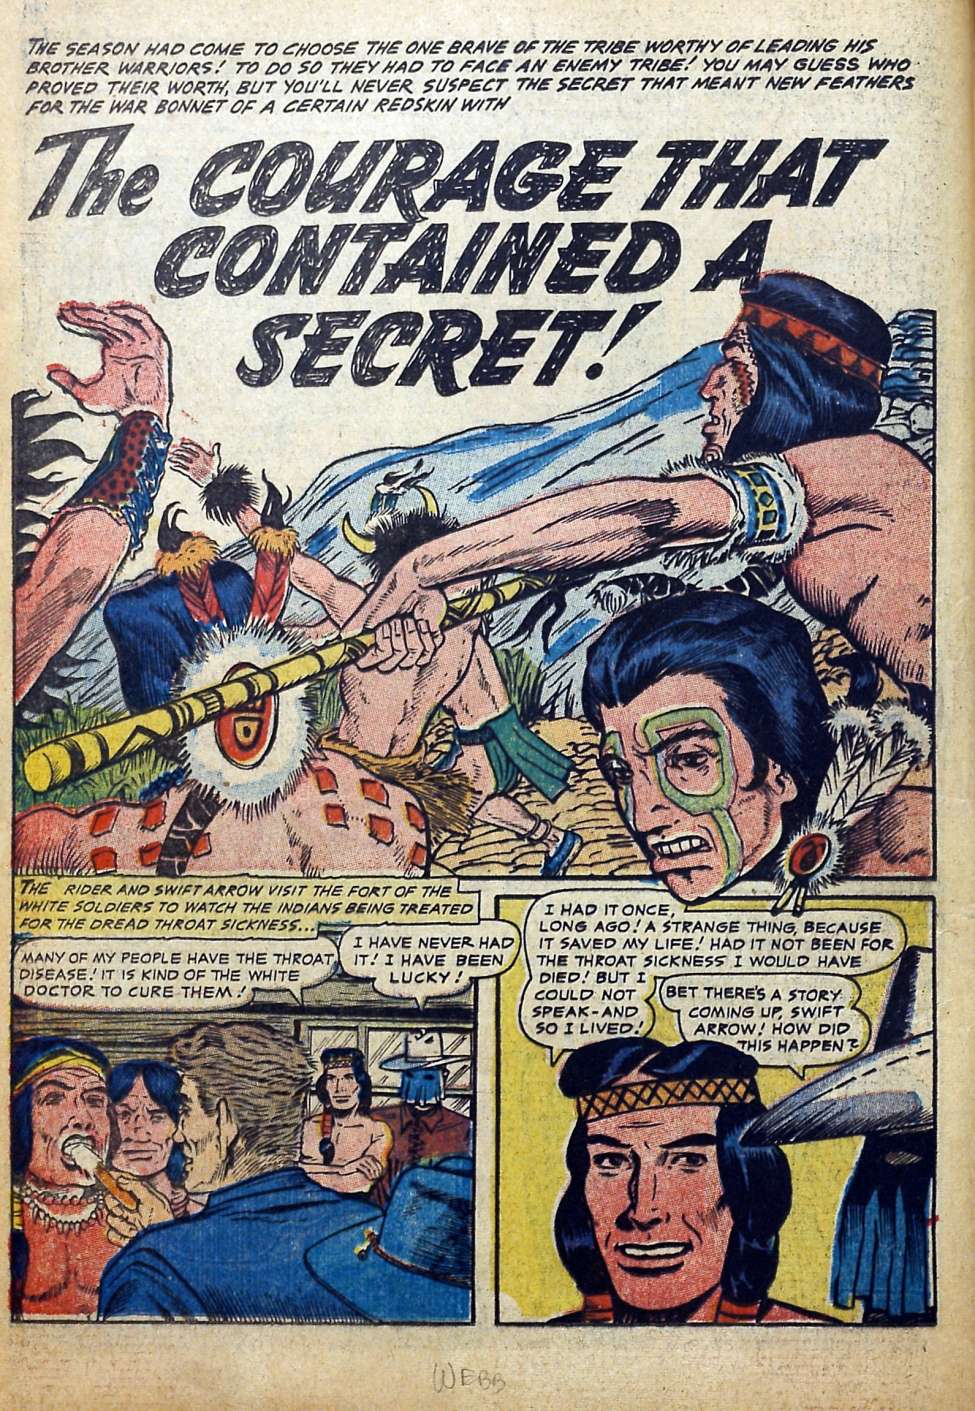 THE SEASON HAD COME TO CHOOSE THE ONE BRAVE OF THE TRIBE WORTHY OF LEADING HIS
BROTHER WARRIORS! TO DO SO THEY HAD TO FACE AN ENEMY TRIBE! YOU MAY GUESS WHO
PROVED THEIR WORTH, BUT YOU'LL NEVER SUSPECT THE SECRET THAT MEANT NEW FEATHERS
FOR THE WAR BONNET OF A CERTAIN REDSKIN WITH
The COURAGE THAT
CONTAINED A
SECRET!
THE RIDER AND SWIFT ARROW VISIT THE FORT OF THE
WHITE SOLDIERS TO WATCH THE INDIANS BEING TREATED
FOR THE DREAD THROAT SICKNESS...
MANY OF MY PEOPLE HAVE THE THROAT
DISEASE! IT IS KIND OF THE WHITE
DOCTOR TO CURE THEM!
I HAVE NEVER HAD
IT! I HAVE BEEN
LUCKY!
I HAD IT ONCE,
LONG AGO! A STRANGE THING, BECAUSE
IT SAVED MY LIFE! HAD IT NOT BEEN FOR
THE THROAT SICKNESS I WOULD HAVE
DIED! BUT I
COULD NOT
SPEAK-AND
SO I LIVED!
BET THERE'S A STORY
COMING UP, SWIFT
ARROW! HOW DID
THIS HAPPEN?
WEBB